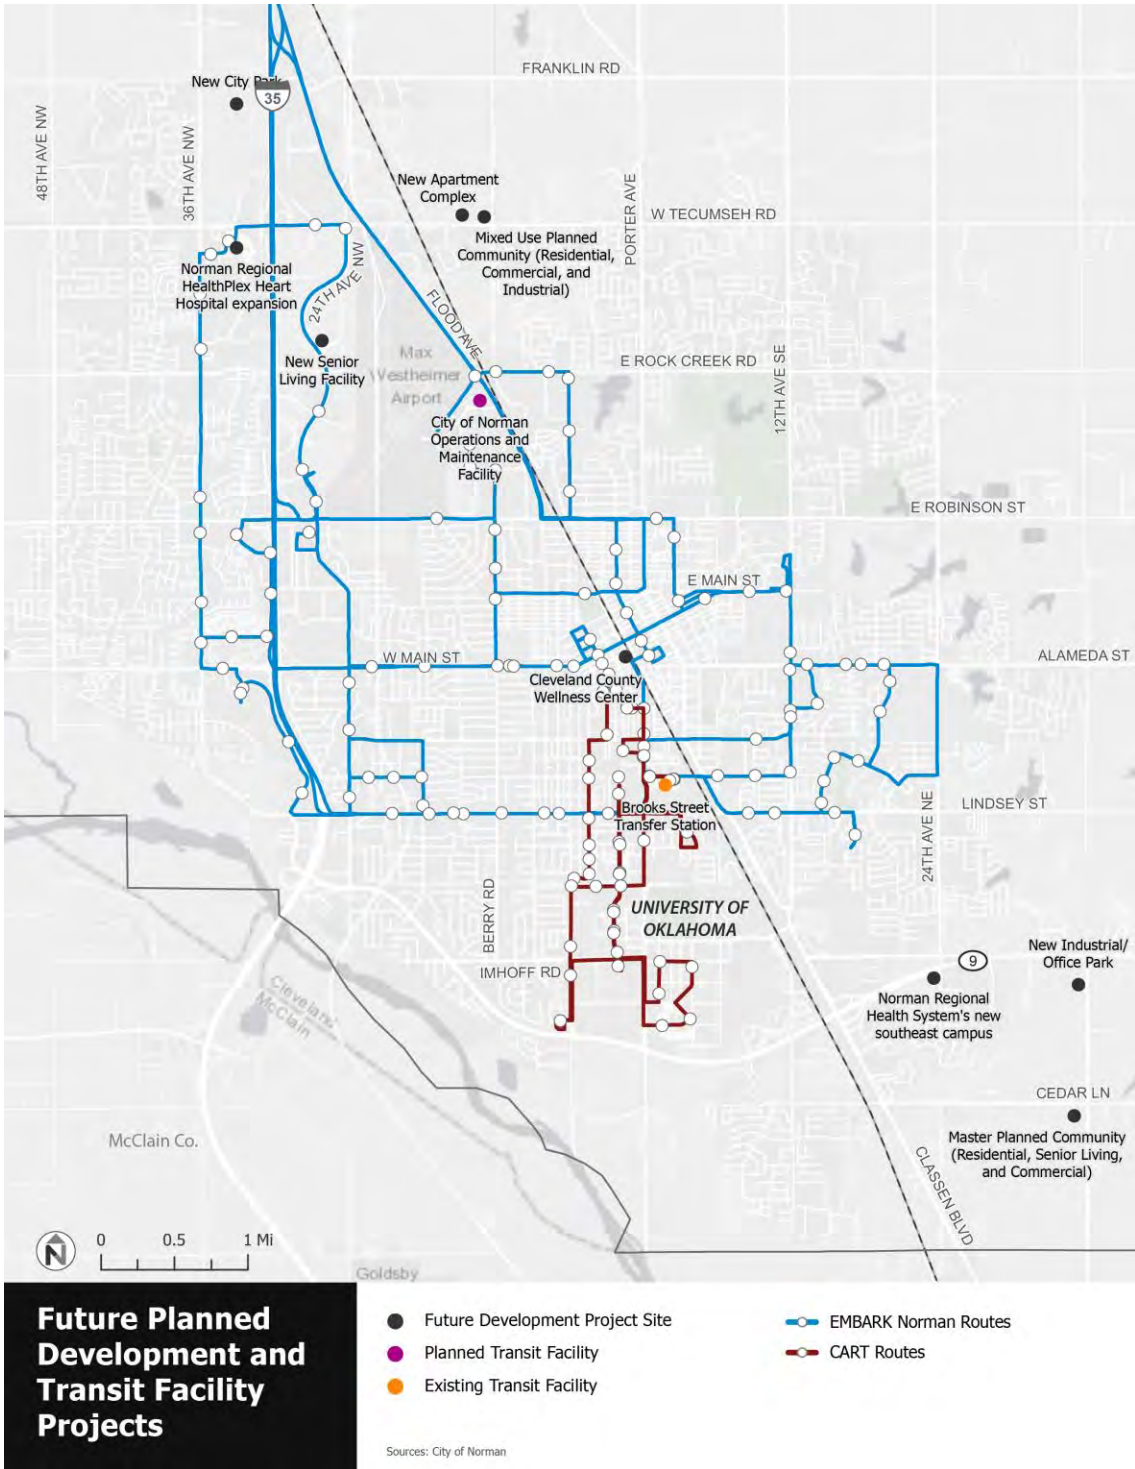 FRANKLIN RD
New City Park
35
48TH AVE NW
36TH AVE NW
New Apartment
Complex
PORTER AVE
W TECUMSEH RD
Mixed Use Planned
Community (Residential,
Commercial, and
Industrial)
Norman Regional
HealthPlex Heart
Hospital expansion
24TH AVE NW
FLOOD AVE
New Senior
Living Facility
Max
Westheimer
Airport
E ROCK CREEK RD
12TH AVE SE
City of Norman
Operations and
Maintenance
Facility
E ROBINSON ST
E MAIN ST
W MAIN ST
ALAMEDA ST
Cleveland County
Wellness Center
Brooks Street
Transfer Station
LINDSEY ST
24TH AVE NE
BERRY RD
UNIVERSITY OF
OKLAHOMA
IMHOFF RD
9
New Industrial/
Office Park
Norman Regional
Health System's new
southeast campus
Cleveland
McClain
CEDAR LN
Master Planned Community
(Residential, Senior Living,
and Commercial)
McClain Co.
CLASSEN BLVD
N
0 0.5 1 Mi
Goldsby
Future Planned
Development and
Transit Facility
Projects
Future Development Project Site
Planned Transit Facility
Existing Transit Facility
EMBARK Norman Routes
CART Routes
Sources: City of Norman